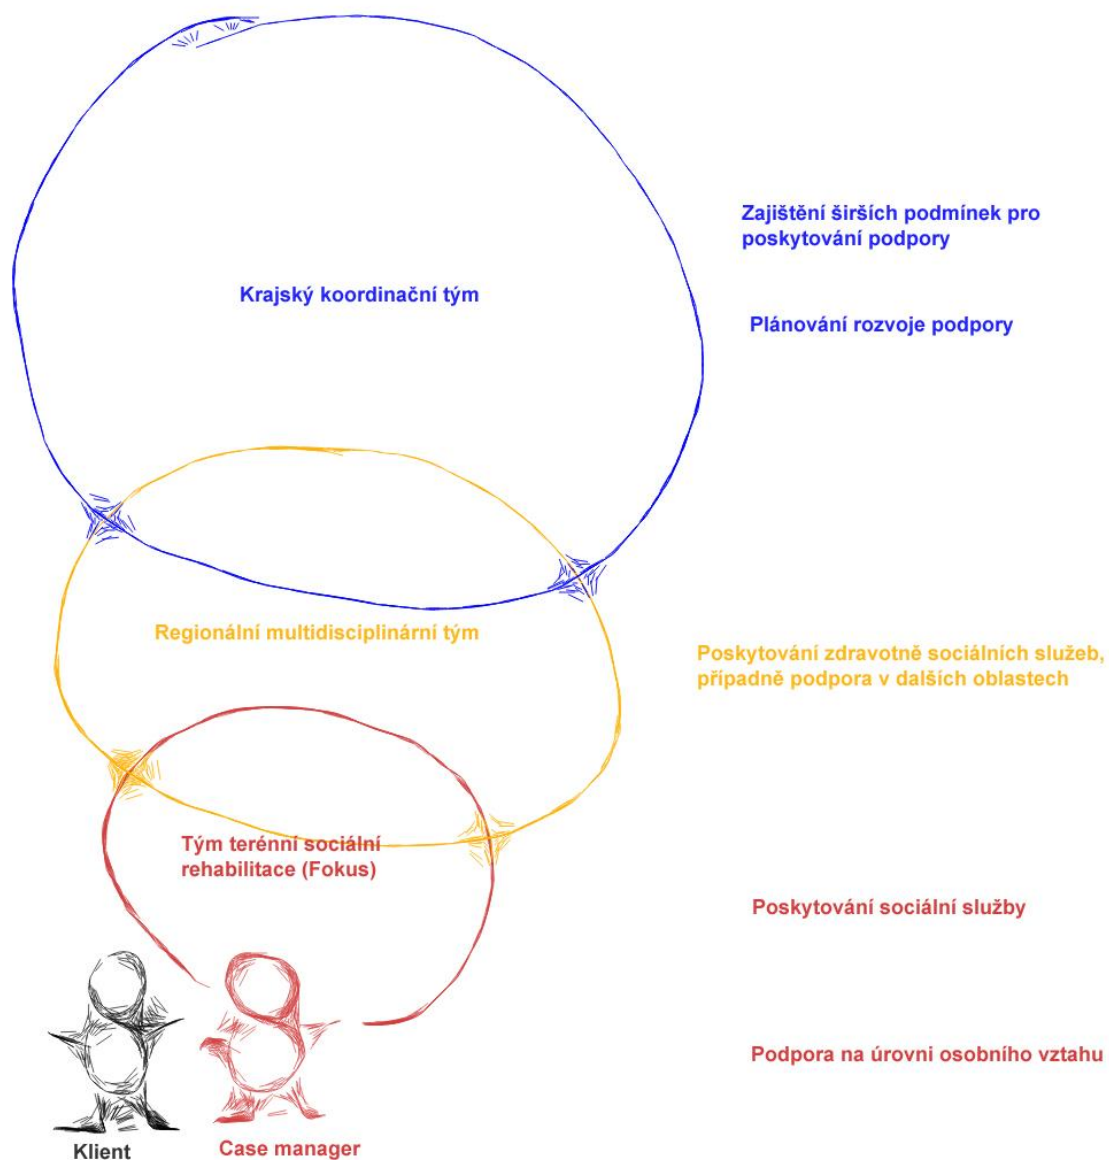 Zajištění širších podmínek pro
poskytování podpory
Krajský koordinační tým
Plánování rozvoje podpory
Regionální multidisciplinární tým
Poskytování zdravotně sociálních služeb,
případně podpora v dalších oblastech
Tým terénní sociální
rehabilitace (Fokus)
Poskytování sociální služby
Podpora na úrovni osobního vztahu
Klient
Case manager